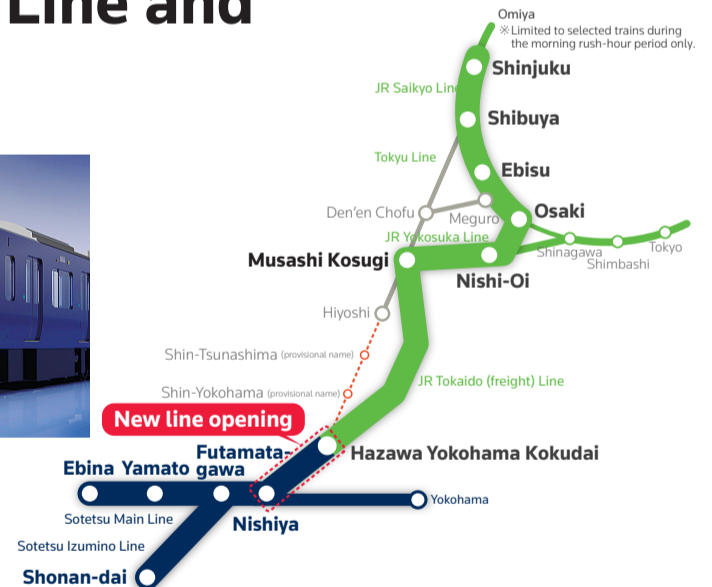 Line and
Omiya
※Limited to selected trains during
the morning rush-hour period only.
Shinjuku
JR Saikyo Line
Shibuya
Tokyu Line
Ebisu
Den'en Chofu
Meguro
Osaki
JR Yokosuka Line
Shinagawa
Shimbashi
Tokyo
Musashi Kosugi
Nishi-Oi
Hiyoshi
Shin-Tsunashima (provisional name)
JR Tokaido (freight) Line
Shin-Yokohama (provisional name)
New line opening
Hazawa Yokohama Kokudai
Futamata-
gawa
Ebina Yamato
Yokohama
Sotetsu Main Line
Nishiya
Sotetsu Izumino Line
Shonan-dai